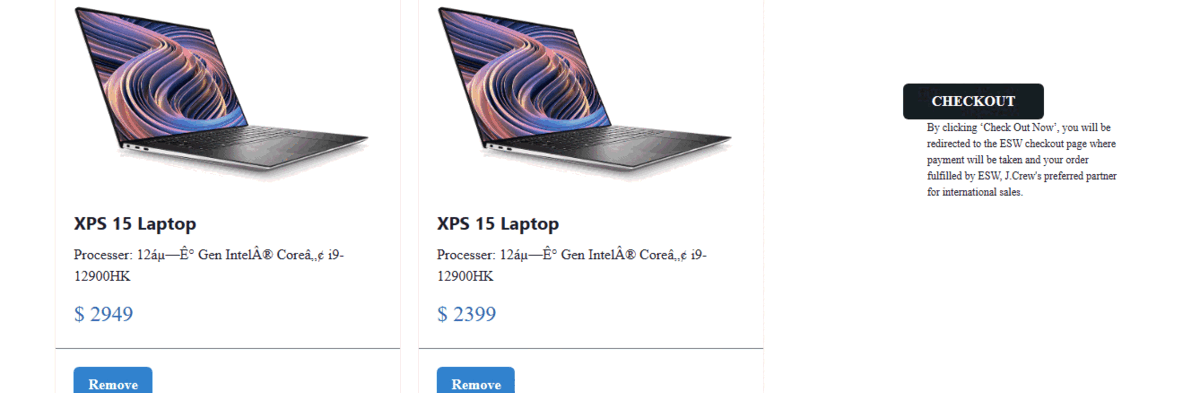 XPS 15 Laptop
Processer: 12áµ—Ê° Gen IntelÂ® Coreâ„¢ i9-
12900HK
$ 2949
Remove
XPS 15 Laptop
Processer: 12áµ—Ê° Gen IntelÂ® Coreâ„¢ i9-
12900HK
$ 2399
Remove
CHECKOUT
By clicking ‘Check Out Now’, you will be
redirected to the ESW checkout page where
payment will be taken and your order
fulfilled by ESW, J.Crew's preferred partner
for international sales.